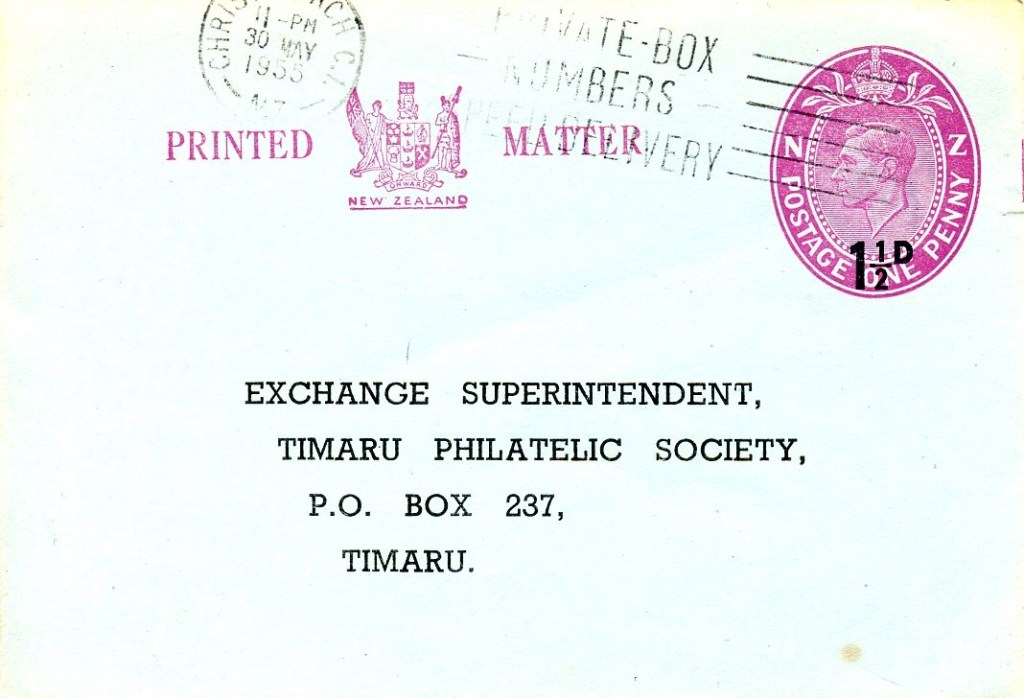 11 - PM
30 MAY
1955
NZ
PRIVATE-BOX
NUMBERS
DELIVERY
PRINTED MATTER
ONWARD
NEW ZEALAND
N Z
POSTAGE ONE PENNY
1½D
EXCHANGE SUPERINTENDENT,
TIMARU PHILATELIC SOCIETY,
P.O. BOX 237,
TIMARU.